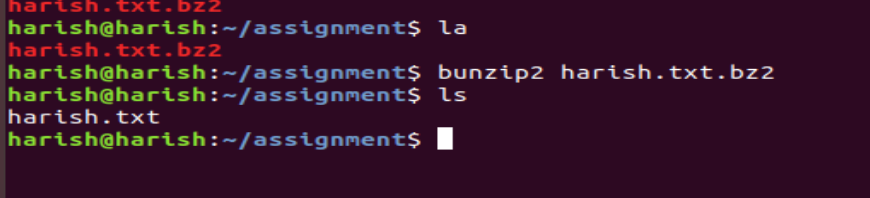 harish.txt.bz2
harish@harish:~/assignment$ la
harish.txt.bz2
harish@harish:~/assignment$ bunzip2 harish.txt.bz2
harish@harish:~/assignment$ ls
harish.txt
harish@harish:~/assignment$